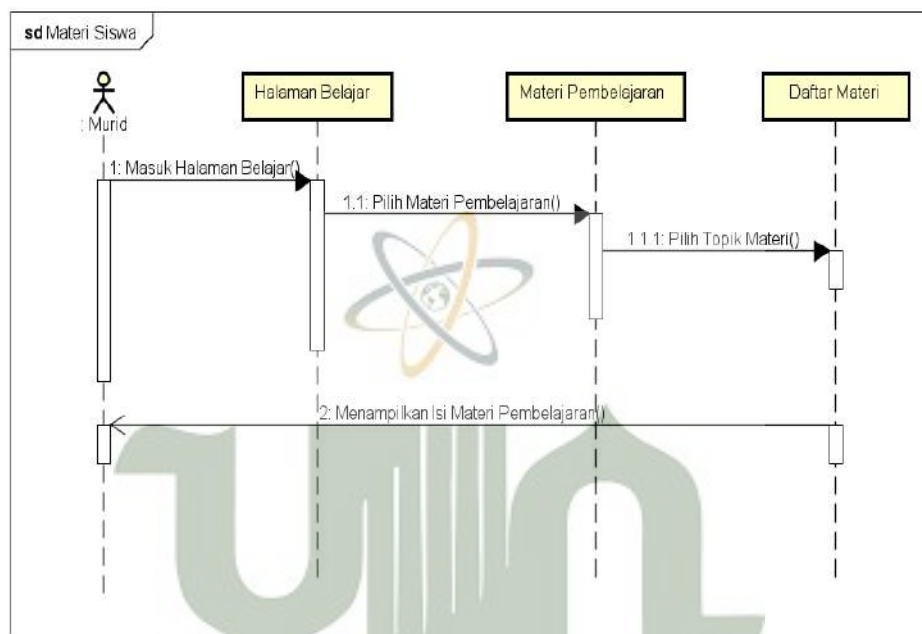 sd Materi Siswa
Halaman Belajar
Materi Pembelajaran
Daftar Materi
: Murid
1: Masuk Halaman Belajar()
1.1: Pilih Materi Pembelajaran()
1.1.1: Pilih Topik Materi()
2: Menampilkan Isi Materi Pembelajaran()